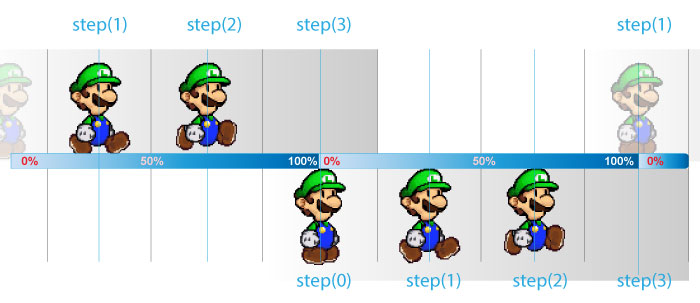 step(1) step(2) step(3) step(1)
0% 50% 100% 0% 50% 100% 0%
step(0) step(1) step(2) step(3)